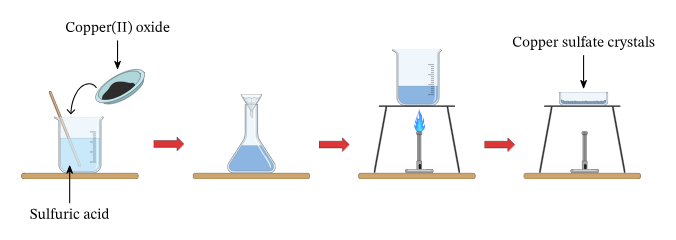 Copper(II) oxide
Copper sulfate crystals
Sulfuric acid